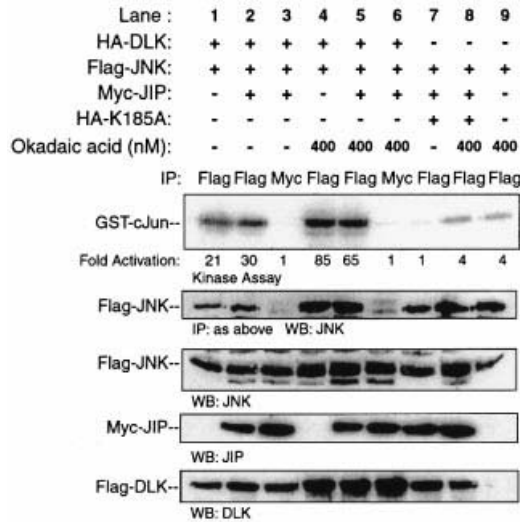 Lane : 1 2 3 4 5 6 7 8 9
HA-DLK: + + + + + + - - -
Flag-JNK: + + + + + + + + +
Myc-JIP: - + + - + + + + -
HA-K185A: - - - - - - + + -
Okadaic acid (nM): - - - 400 400 400 - 400 400
IP: Flag Flag Myc Flag Flag Myc Flag Flag Flag
GST-cJun--
Fold Activation: 21 30 1 85 65 1 1 4 4
Kinase Assay
Flag-JNK--
IP: as above WB: JNK
Flag-JNK--
WB: JNK
Myc-JIP--
WB: JIP
Flag-DLK--
WB: DLK